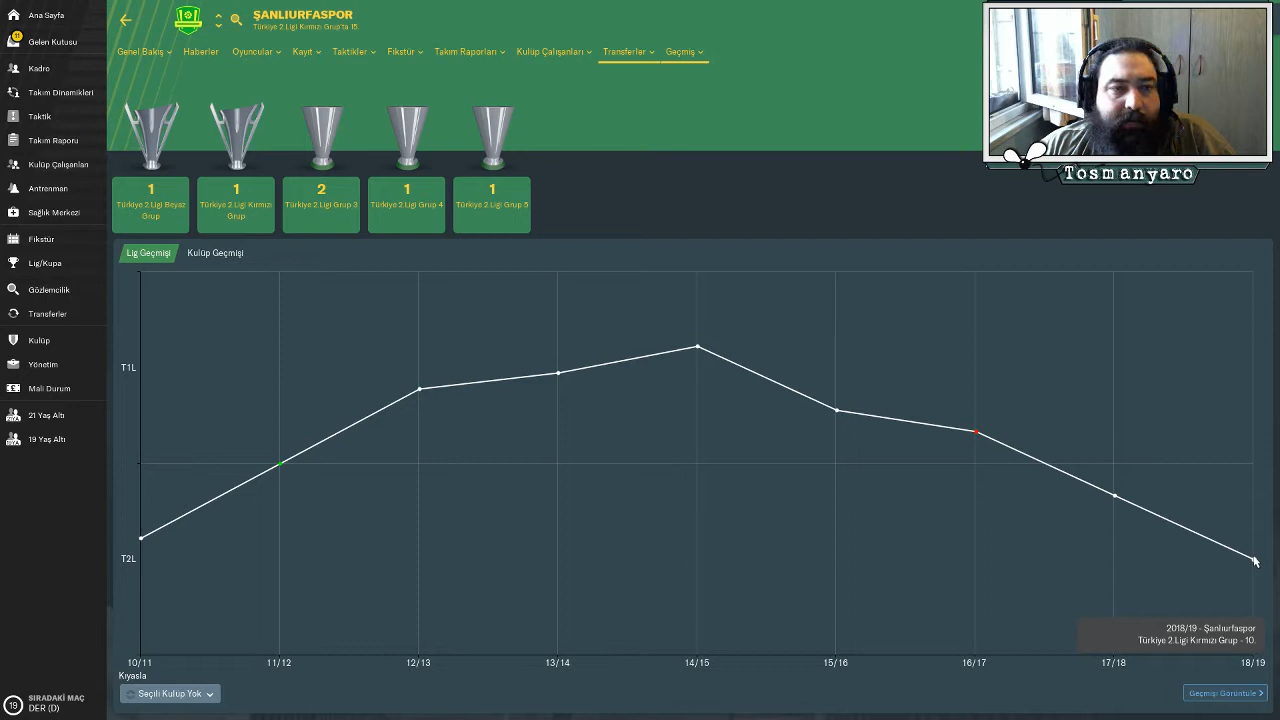 Ana Sayfa
11
Gelen Kutusu
Kadro
Takım Dinamikleri
Taktik
Takım Raporu
Kulüp Çalışanları
Antrenman
Sağlık Merkezi
Fikstür
Lig/Kupa
Gözlemcilik
Transferler
Kulüp
Yönetim
Mali Durum
21 Yaş Altı
19 Yaş Altı
19
SIRADAKİ MAÇ
DER (D)
ŞANLIURFASPOR
Türkiye 2.Ligi Kırmızı Grup'ta 15.
Genel Bakış
Haberler
Oyuncular
Kayıt
Taktikler
Fikstür
Takım Raporları
Kulüp Çalışanları
Transferler
Geçmiş
1
Türkiye 2.Ligi Beyaz
Grup
1
Türkiye 2.Ligi Kırmızı
Grup
2
Türkiye 2.Ligi Grup 3
1
Türkiye 2.Ligi Grup 4
1
Türkiye 2.Ligi Grup 5
Tosmanyaro
Lig Geçmişi
Kulüp Geçmişi
T1L
T2L
2018/19 - Şanlıurfaspor
Türkiye 2.Ligi Kırmızı Grup - 10.
10/11
11/12
12/13
13/14
14/15
15/16
16/17
17/18
18/19
Kıyasla
Seçili Kulüp Yok
Geçmişi Görüntüle